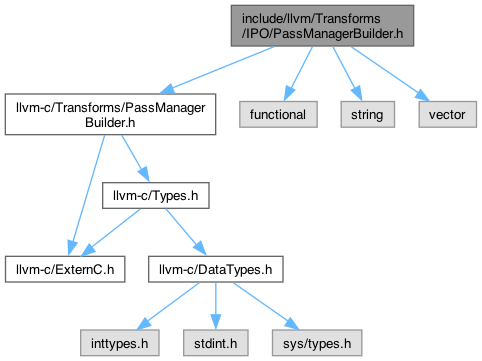 include/llvm/Transforms
/IPO/PassManagerBuilder.h
llvm-c/Transforms/PassManager
Builder.h
functional
string
vector
llvm-c/Types.h
llvm-c/ExternC.h
llvm-c/DataTypes.h
inttypes.h
stdint.h
sys/types.h